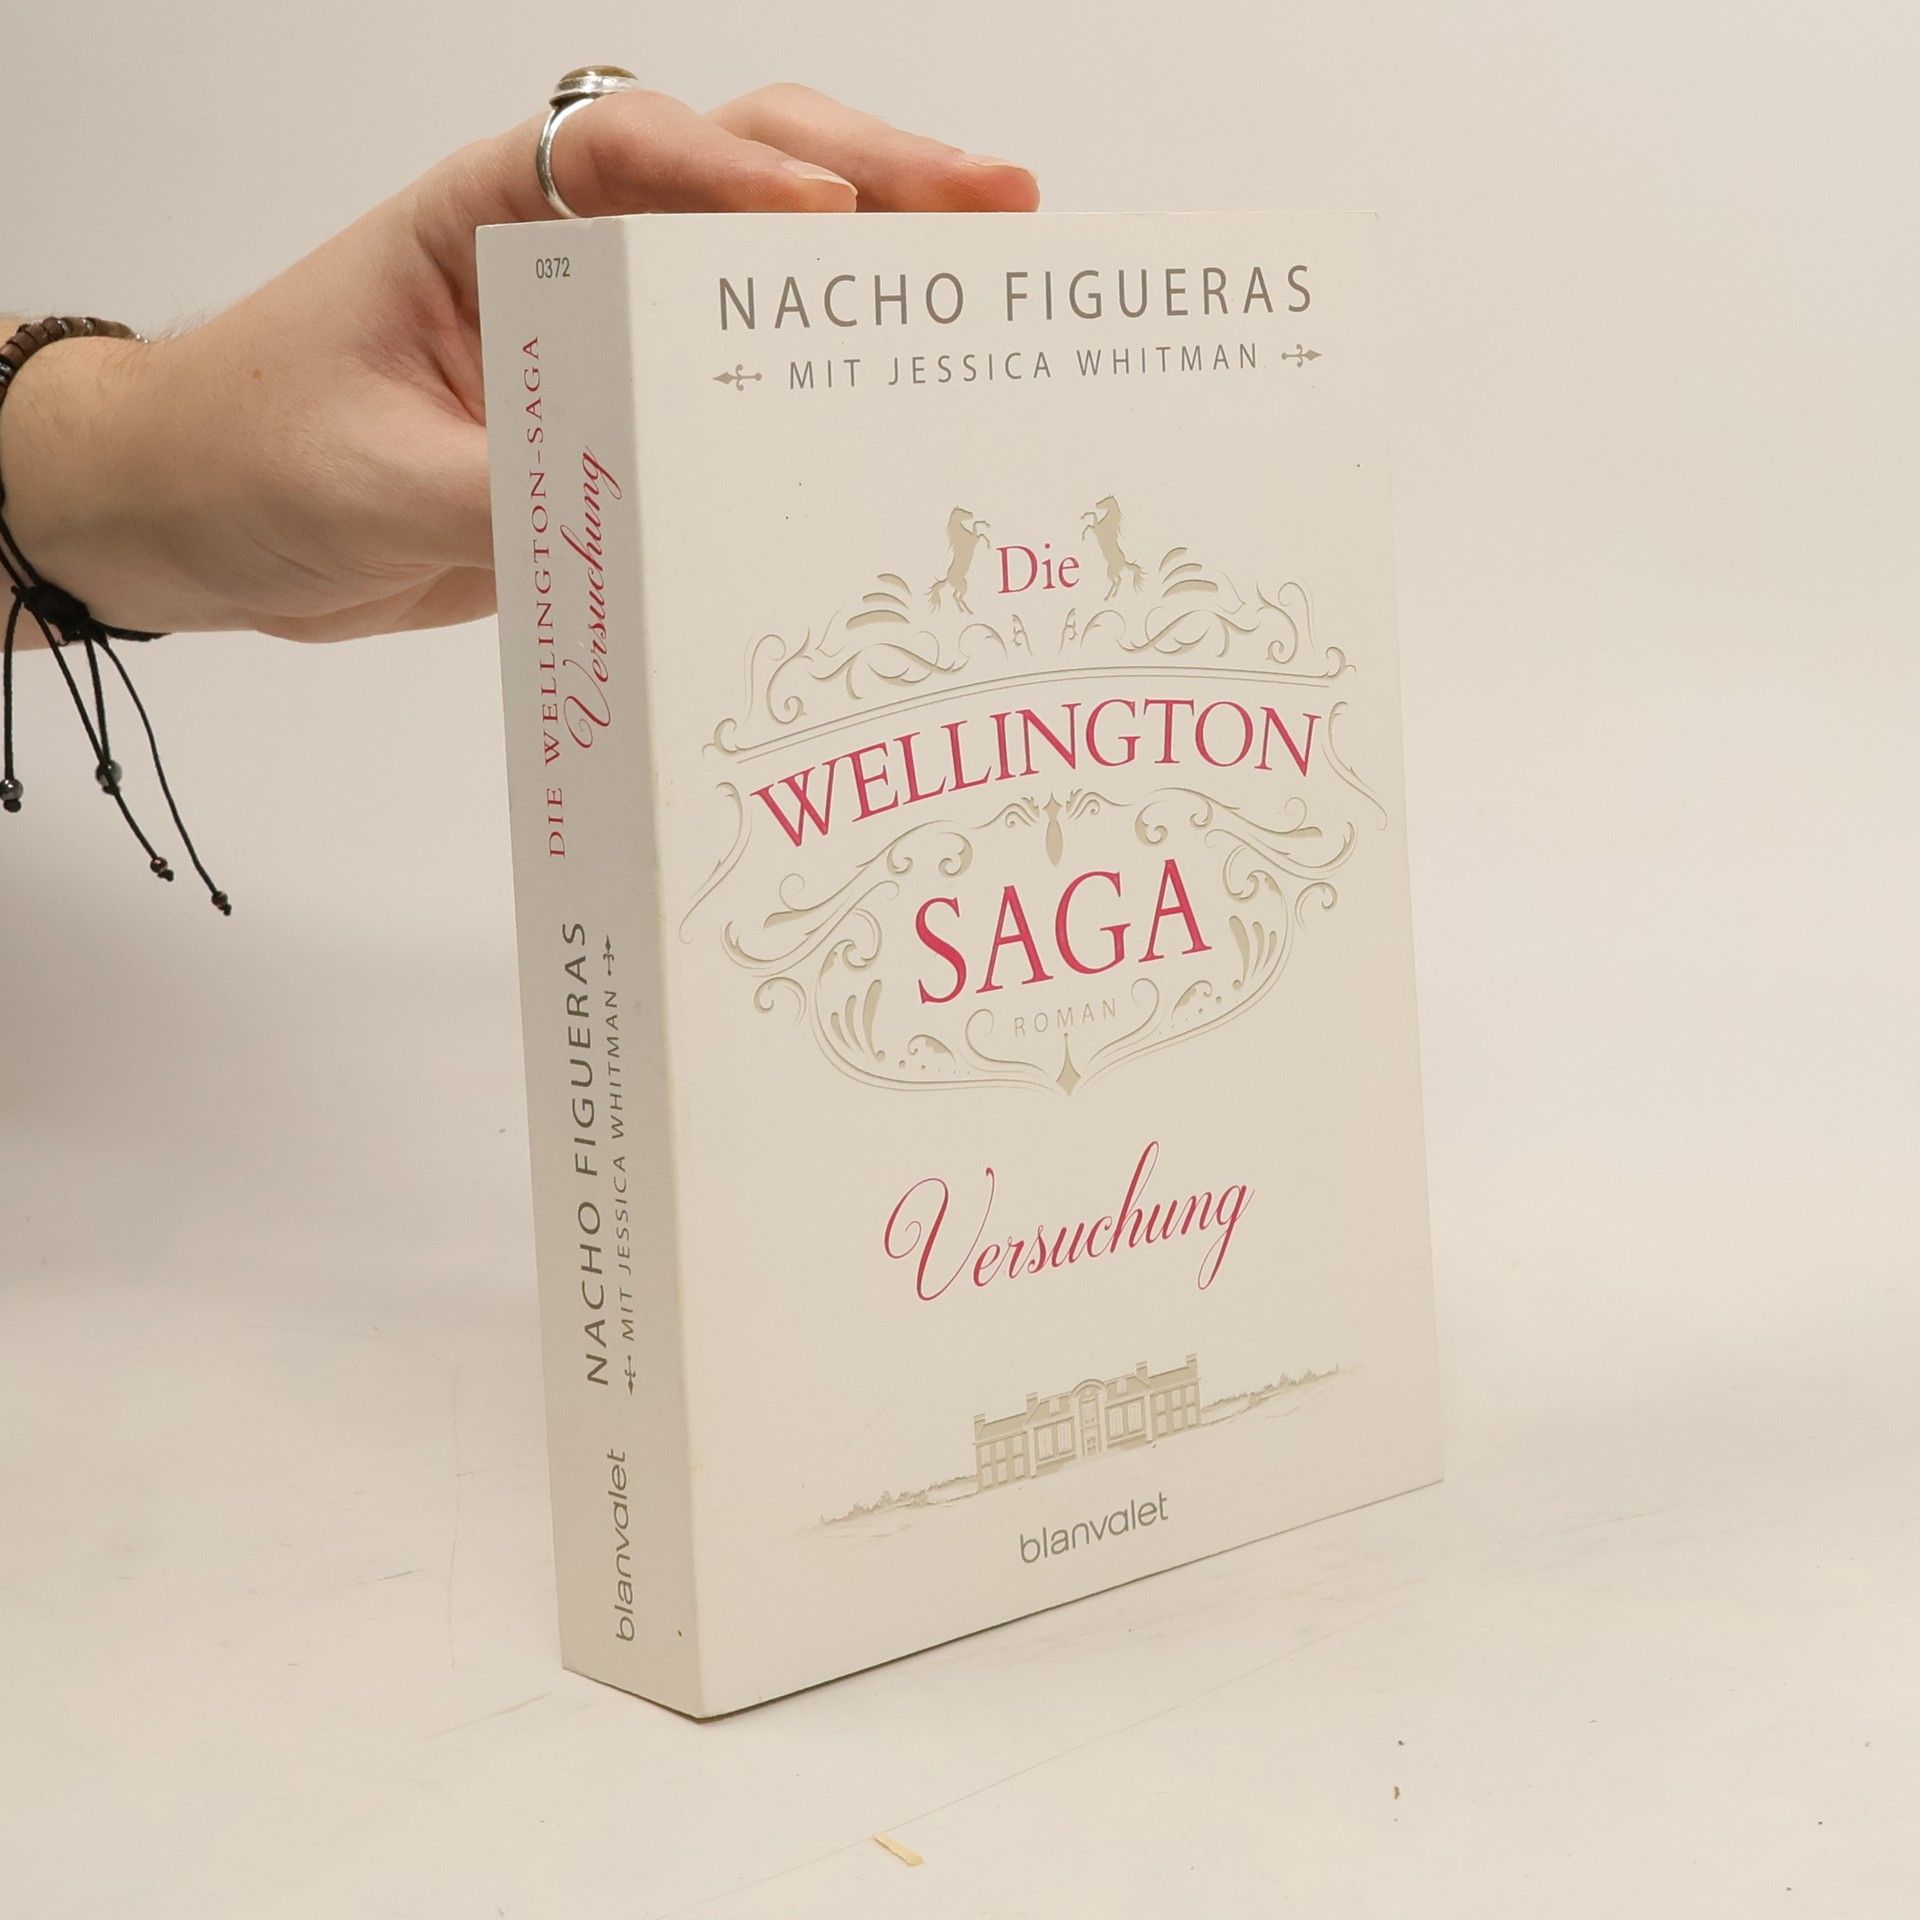 0372
DIE WELLINGTON-SAGA
Versuchung
NACHO FIGUERAS
MIT JESSICA WHITMAN
blanvalet
NACHO FIGUERAS
MIT JESSICA WHITMAN
Die
WELLINGTON
SAGA
ROMAN
Versuchung
blanvalet